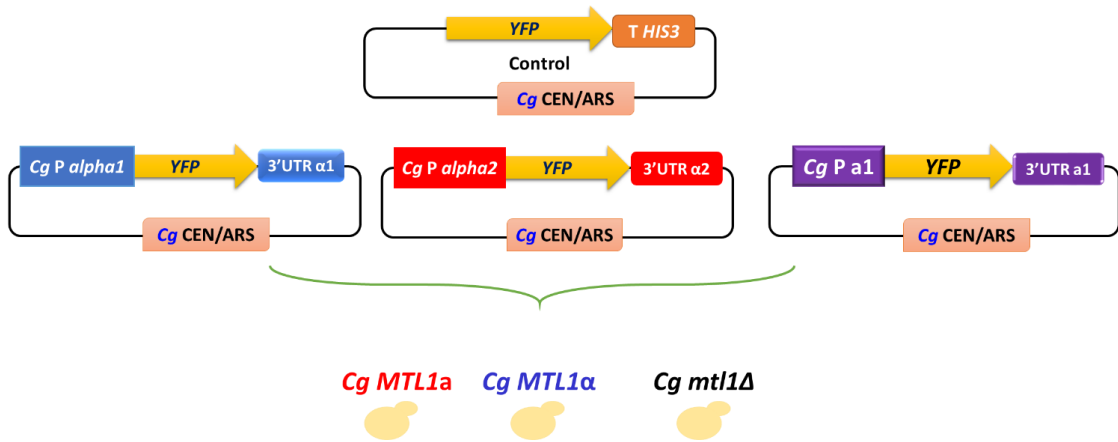 YFP T HIS3
Control
Cg CEN/ARS
Cg P alpha1 YFP 3’UTR α1
Cg CEN/ARS
Cg P alpha2 YFP 3’UTR α2
Cg CEN/ARS
Cg P a1 YFP 3’UTR a1
Cg CEN/ARS
Cg MTL1a Cg MTL1α Cg mtl1Δ